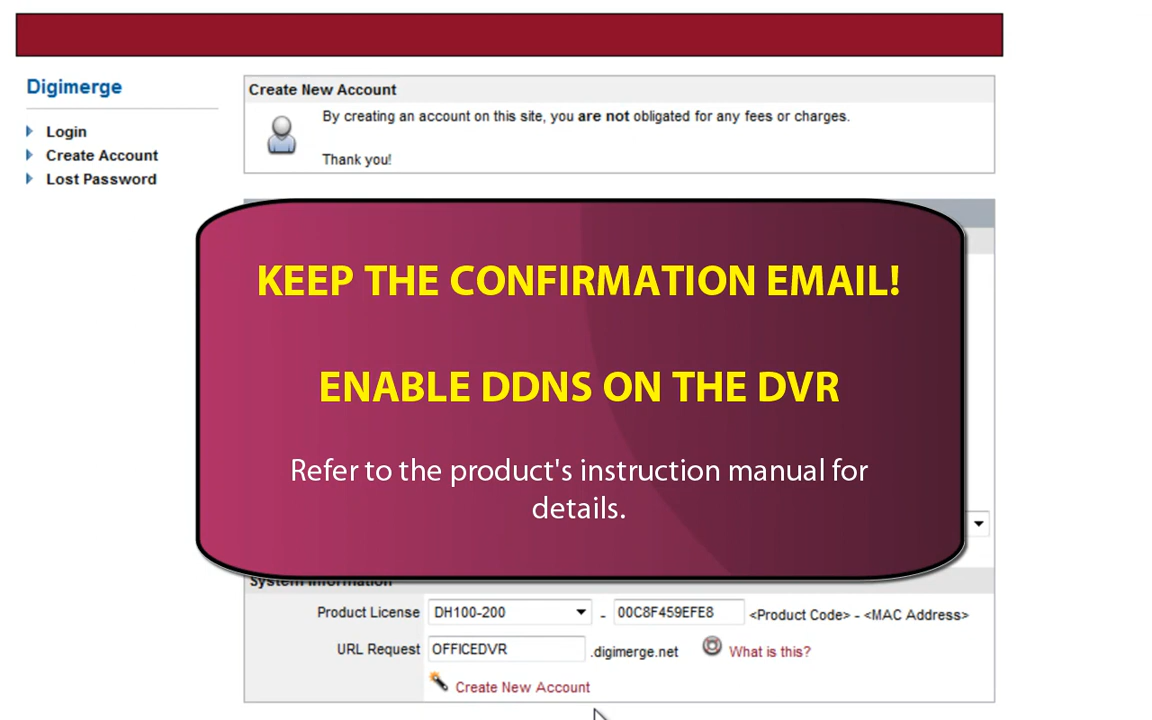 Digimerge
Login
Create Account
Lost Password
Create New Account
By creating an account on this site, you are not obligated for any fees or charges.
Thank you!
KEEP THE CONFIRMATION EMAIL!
ENABLE DDNS ON THE DVR
Refer to the product's instruction manual for
details.
System Information
Product License DH100-200 - 00C8F459EFE8 <Product Code> - <MAC Address>
URL Request OFFICEDVR .digimerge.net What is this?
Create New Account